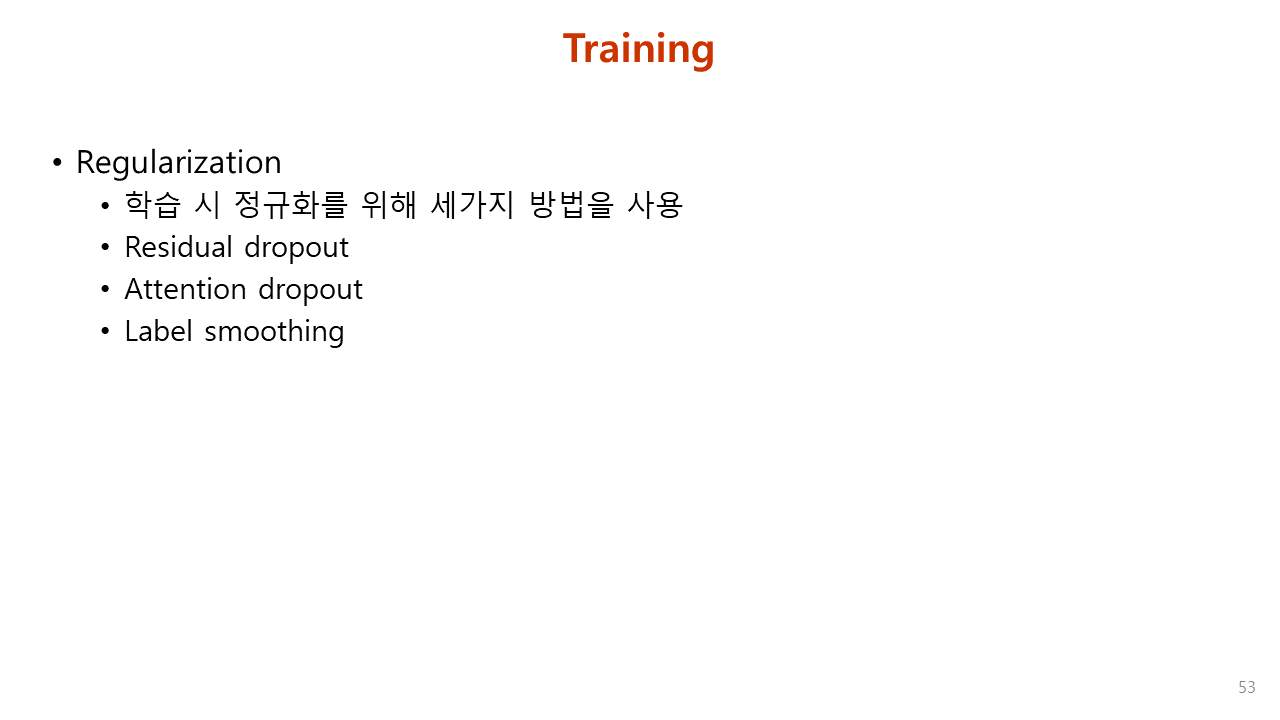 Training
• Regularization
• 학습 시 정규화를 위해 세가지 방법을 사용
• Residual dropout
• Attention dropout
• Label smoothing
53